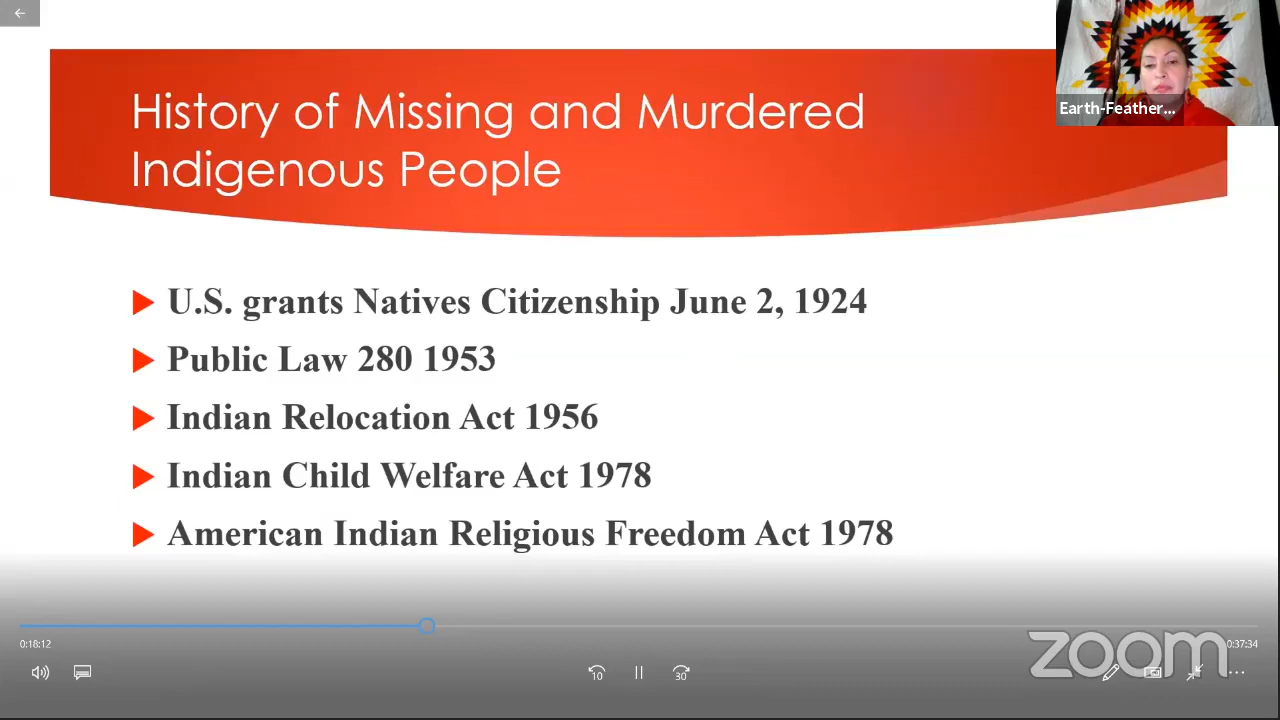 History of Missing and Murdered
Indigenous People
Earth-Feather...
U.S. grants Natives Citizenship June 2, 1924
Public Law 280 1953
Indian Relocation Act 1956
Indian Child Welfare Act 1978
American Indian Religious Freedom Act 1978
0:18:12
0:37:34
10
30
zoom